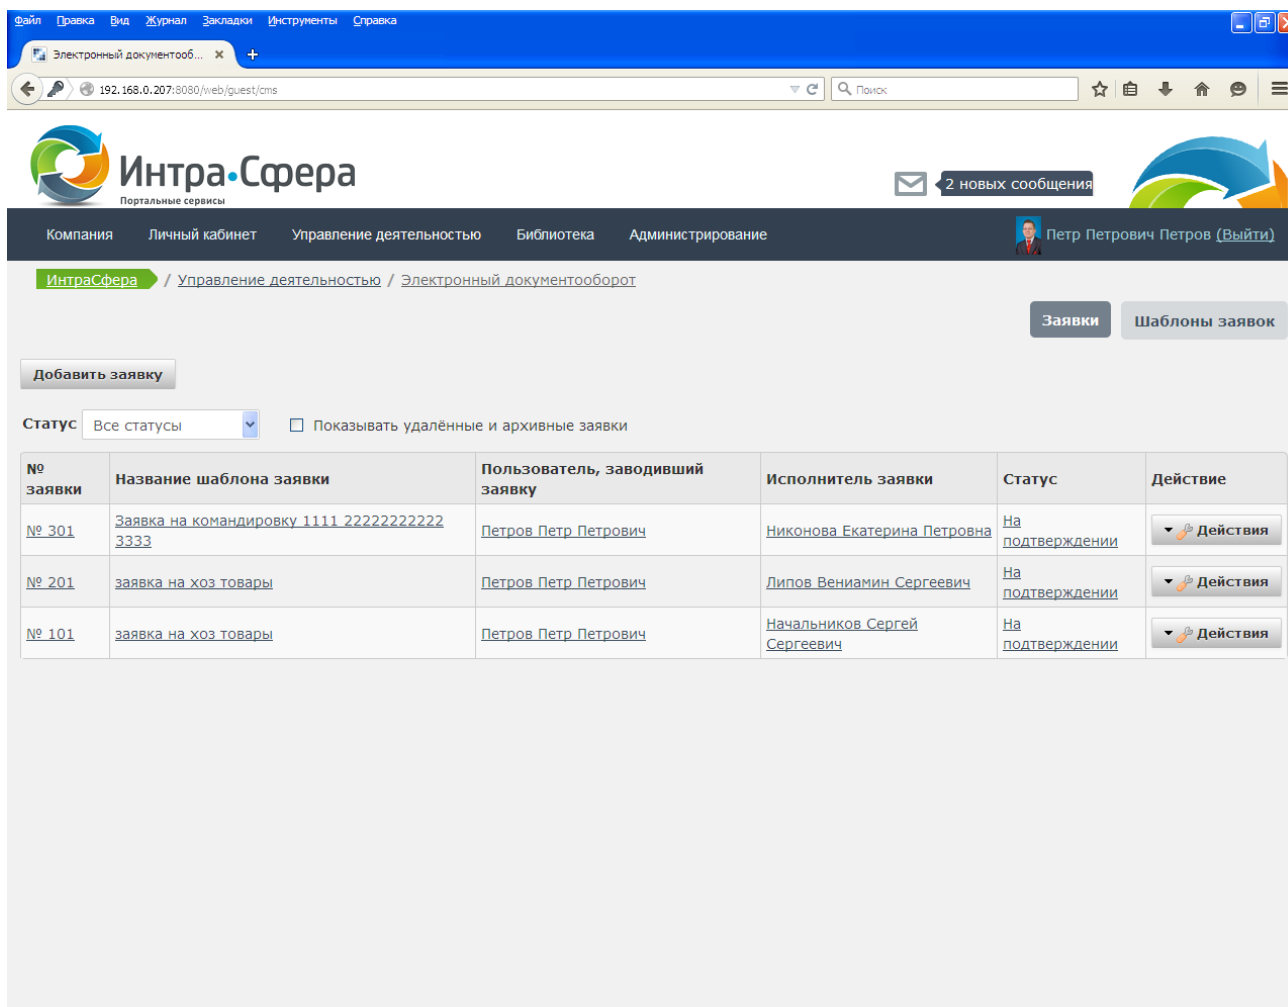 Файл Правка Вид Журнал Закладки Инструменты Справка
Электронный документооб...
192.168.0.207:8080/web/guest/cms
Поиск
Интра•Сфера
Портальные сервисы
2 новых сообщения
Компания Личный кабинет Управление деятельностью Библиотека Администрирование Петр Петрович Петров (Выйти)
ИнтраСфера / Управление деятельностью / Электронный документооборот
Заявки Шаблоны заявок
Добавить заявку
Статус Все статусы Показывать удалённые и архивные заявки
№ заявки Название шаблона заявки Пользователь, заводивший заявку Исполнитель заявки Статус Действие
№ 301 Заявка на командировку 1111 22222222222 3333 Петров Петр Петрович Никонова Екатерина Петровна На подтверждении Действия
№ 201 заявка на хоз товары Петров Петр Петрович Липов Вениамин Сергеевич На подтверждении Действия
№ 101 заявка на хоз товары Петров Петр Петрович Начальников Сергей Сергеевич На подтверждении Действия